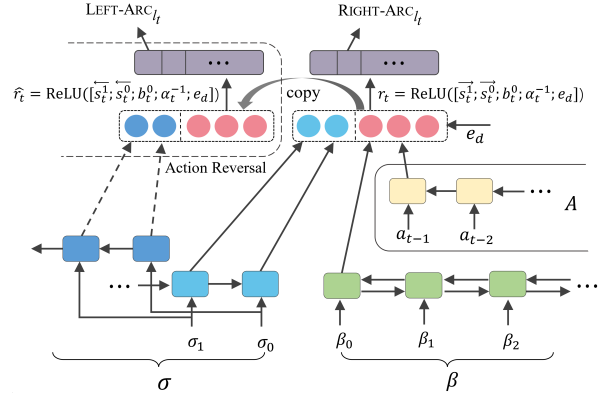 LEFT-ARC_{l_t} RIGHT-ARC_{l_t}
\hat{r}_t = ReLU([\overleftarrow{s_t^1}; \overleftarrow{s_t^0}; b_t^0; α_t^{-1}; e_d])
copy
r_t = ReLU([\overrightarrow{s_t^1}; \overrightarrow{s_t^0}; b_t^0; α_t^{-1}; e_d])
e_d
Action Reversal
... A
a_{t-1} a_{t-2}
... ...
σ_1 σ_0 β_0 β_1 β_2
σ β